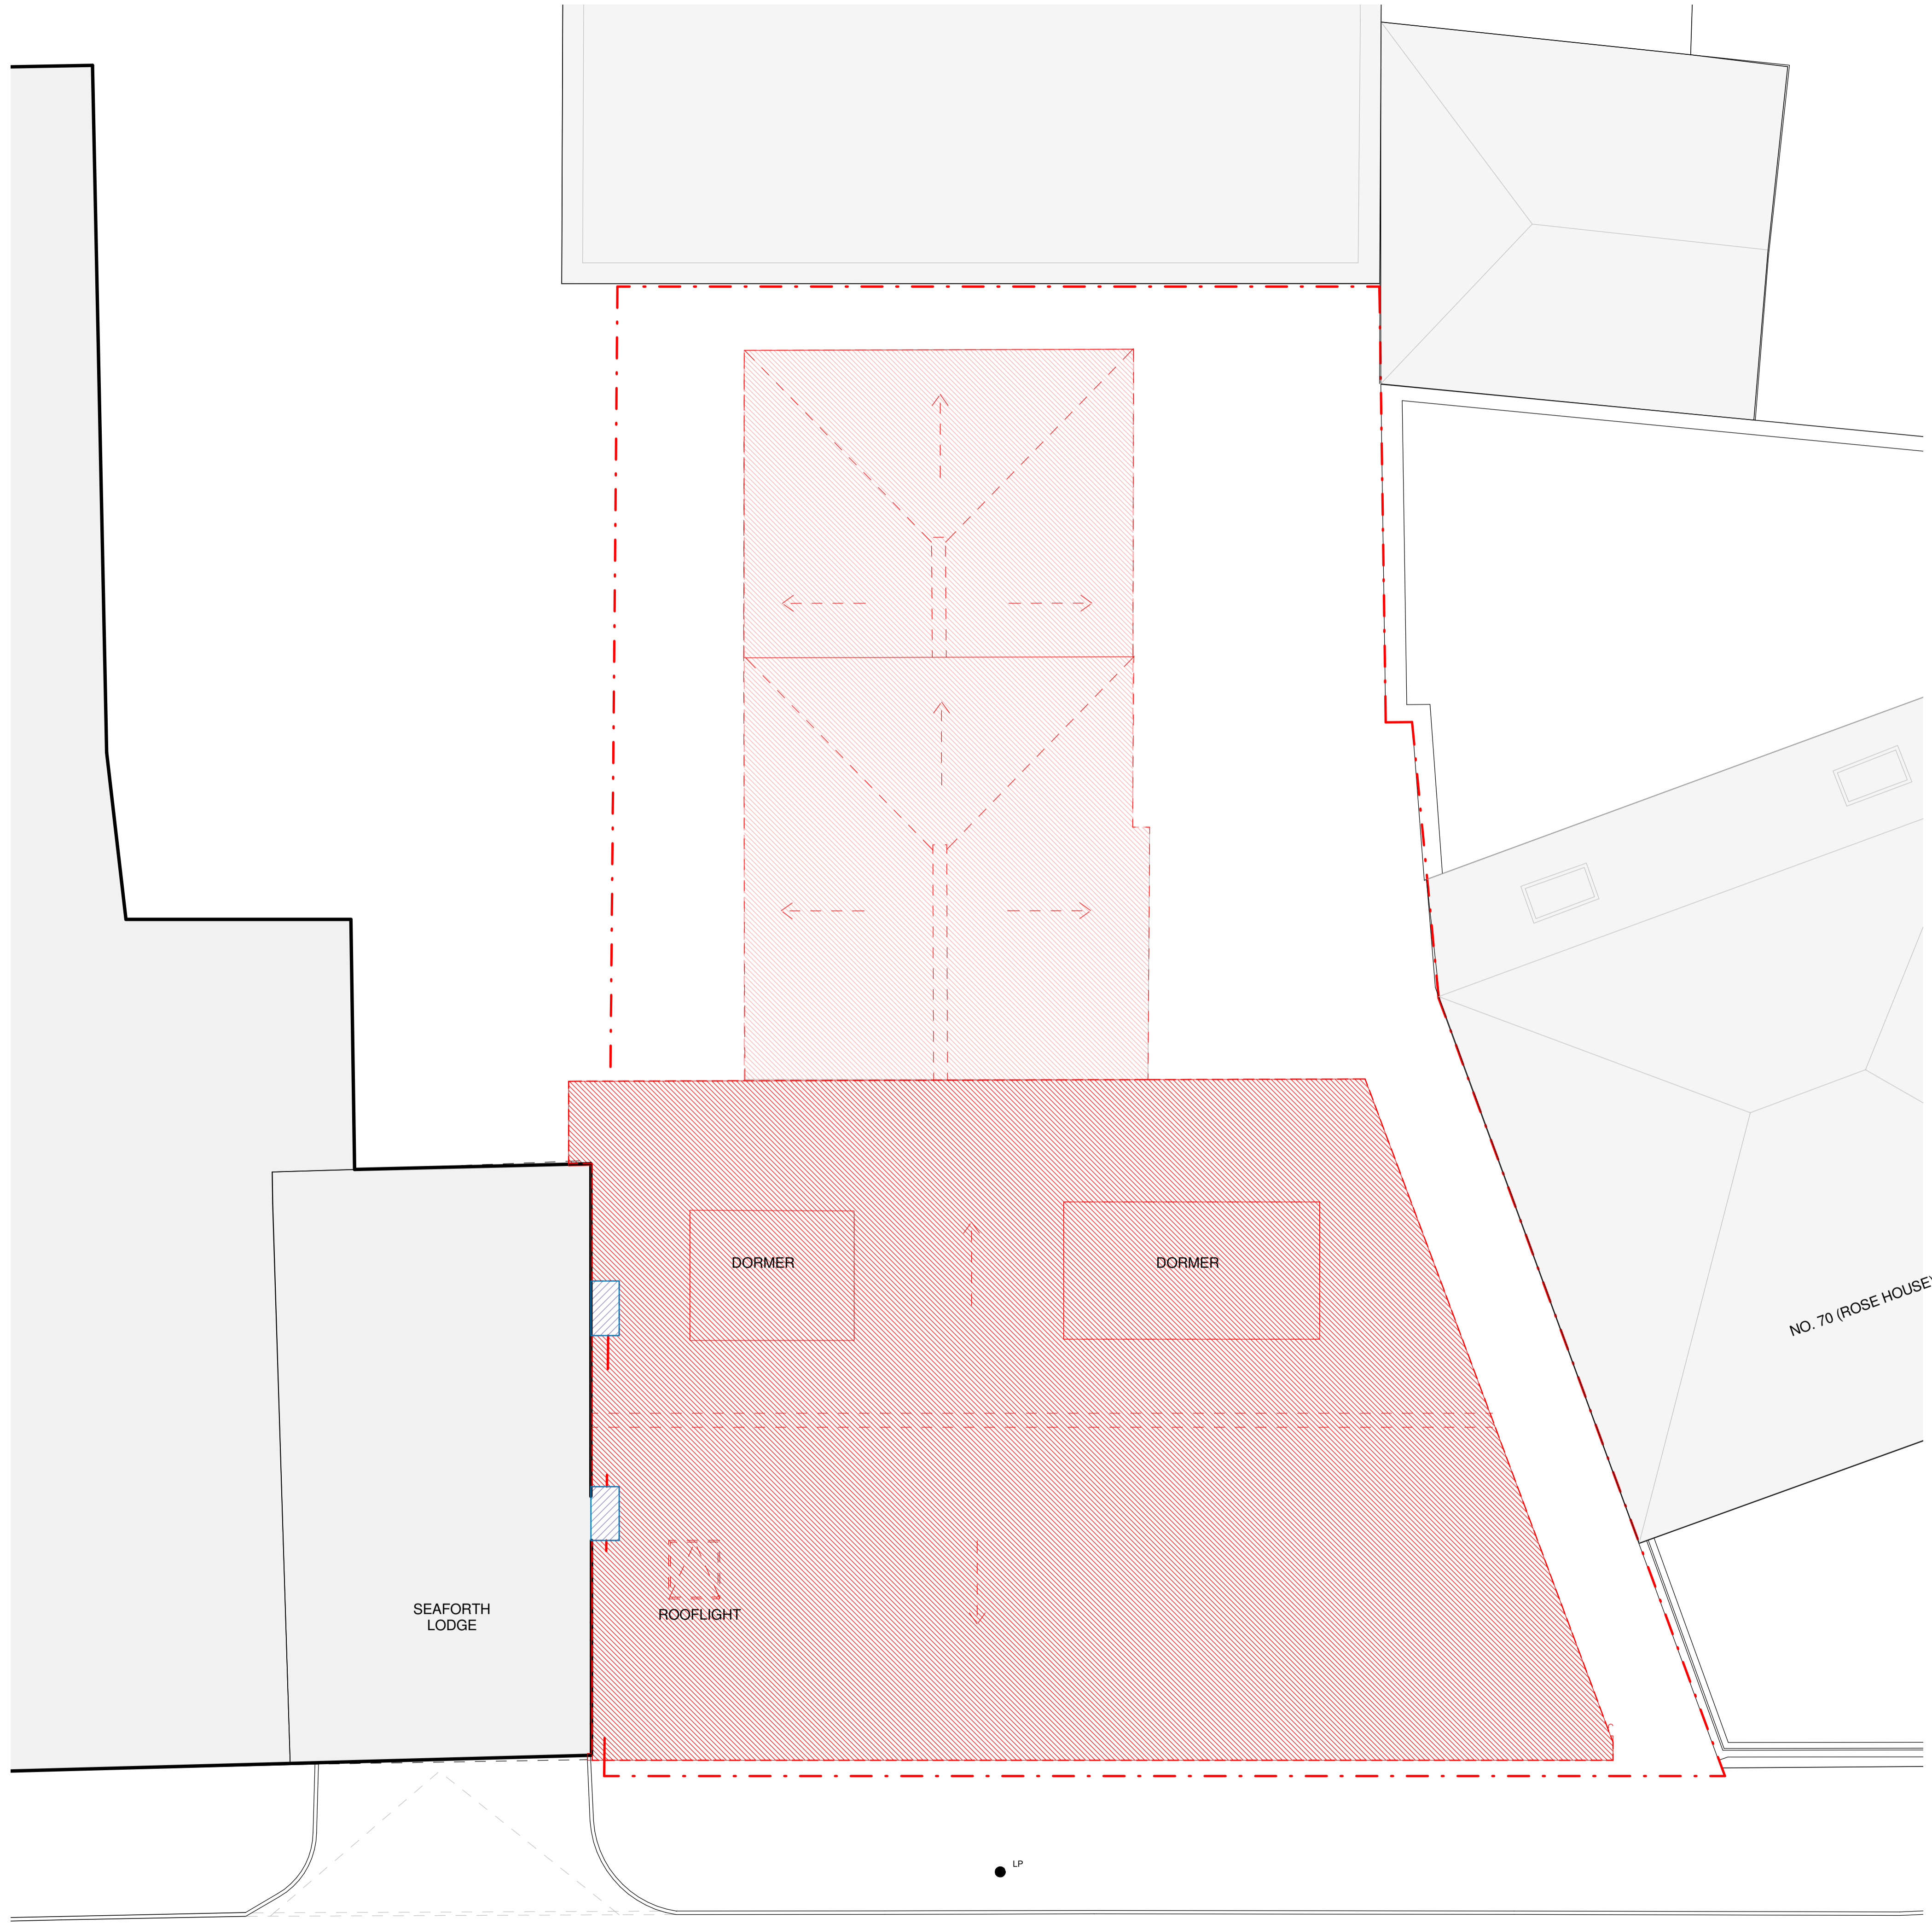 DORMER
DORMER
NO. 70 (ROSE HOUSE)
SEAFORTH
LODGE
ROOFLIGHT
LP